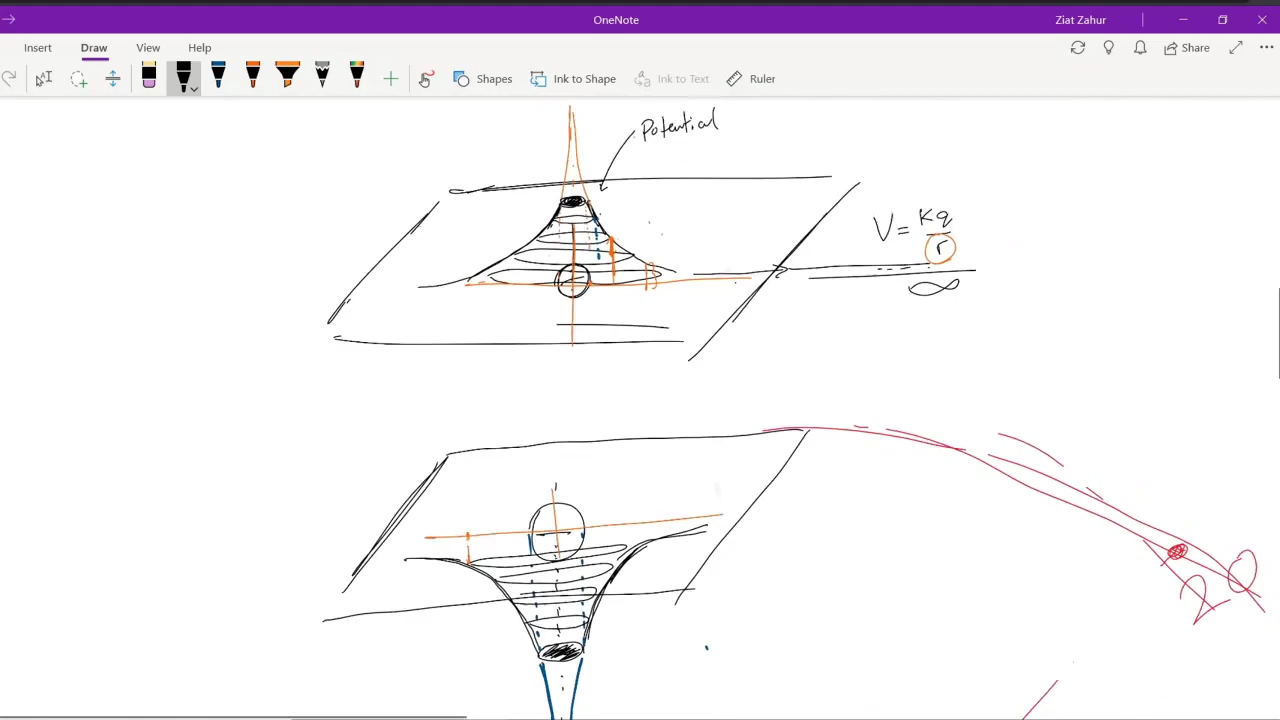 OneNote
Ziat Zahur
Insert Draw View Help
Share
Shapes
Ink to Shape
Ink to Text
Ruler
Potential
V = Kq
r
∞